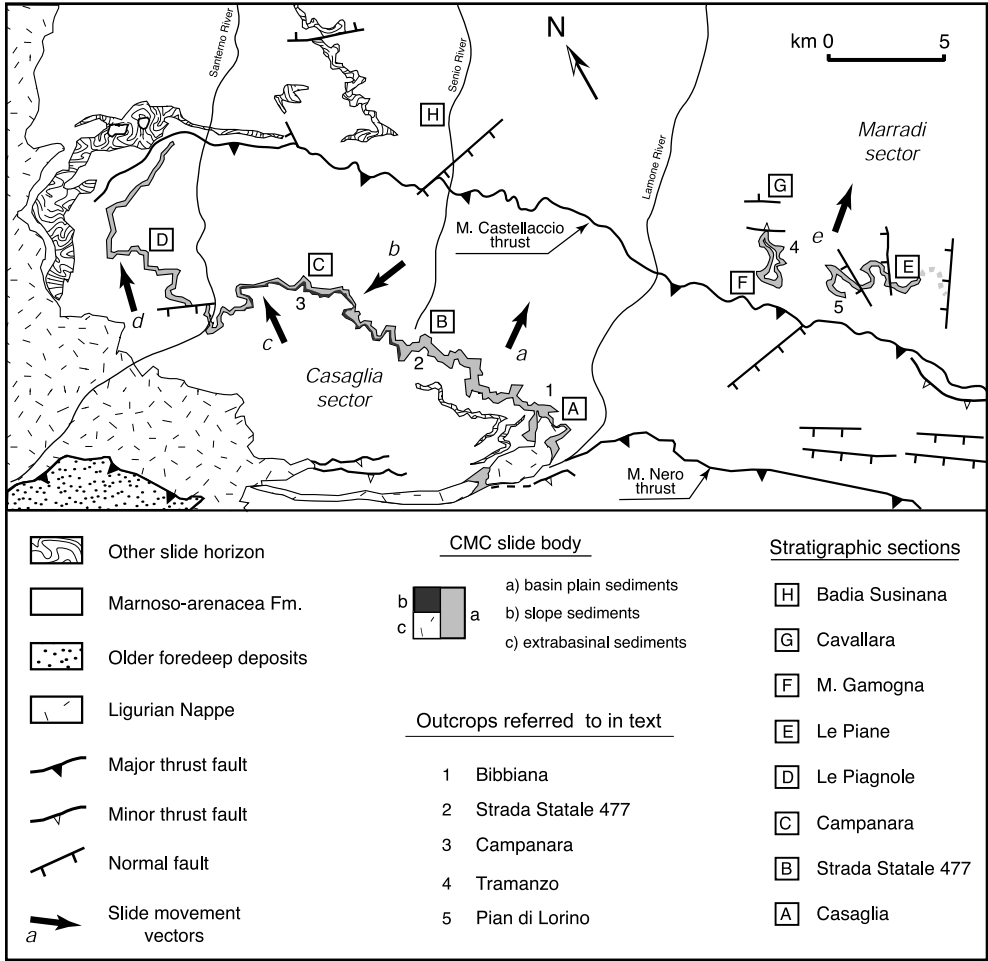 Santerno River
Senio River
Lamone River
N
km 0 5
H
Marradi
sector
G
e
4
E
F
5
M. Castellaccio
thrust
D
b
C
3
d
c
B
2
a
Casaglia
sector
1
A
M. Nero
thrust
Other slide horizon
Marnoso-arenacea Fm.
Older foredeep deposits
Ligurian Nappe
Major thrust fault
Minor thrust fault
Normal fault
a
Slide movement
vectors
CMC slide body
b
c
a
a) basin plain sediments
b) slope sediments
c) extrabasinal sediments
Outcrops referred to in text
1 Bibbiana
2 Strada Statale 477
3 Campanara
4 Tramanzo
5 Pian di Lorino
Stratigraphic sections
H Badia Susinana
G Cavallara
F M. Gamogna
E Le Piane
D Le Piagnole
C Campanara
B Strada Statale 477
A Casaglia